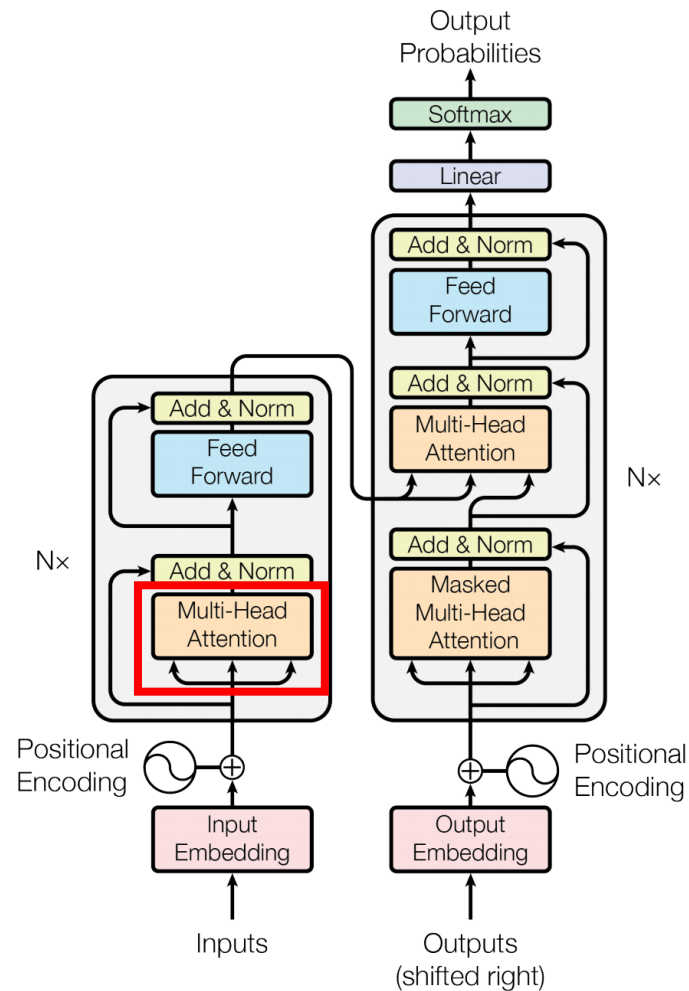 Output
Probabilities
Softmax
Linear
Add & Norm
Feed
Forward
Add & Norm
Multi-Head
Attention
Nx
Add & Norm
Masked
Multi-Head
Attention
Add & Norm
Feed
Forward
Nx
Add & Norm
Multi-Head
Attention
Positional
Encoding
Positional
Encoding
Input
Embedding
Output
Embedding
Inputs
Outputs
(shifted right)